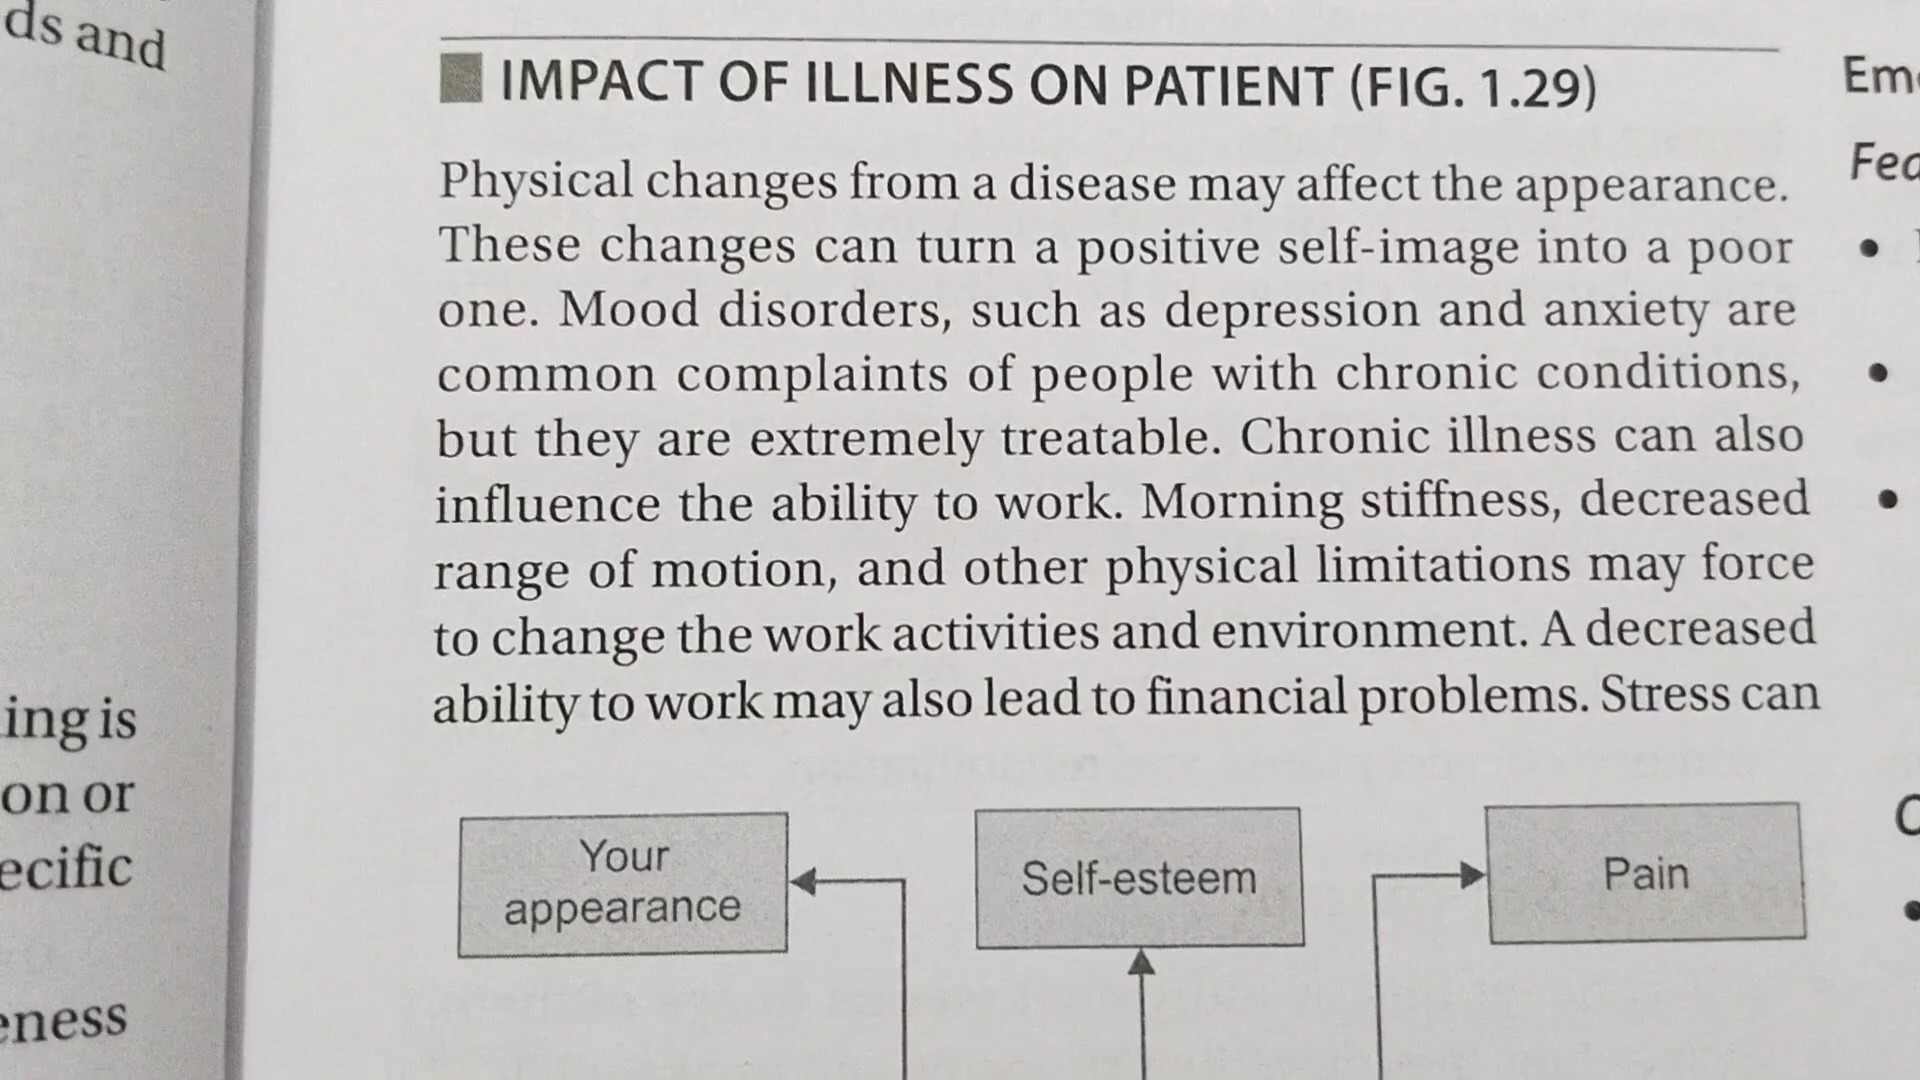 ds and
ing is
on or
ecific
eness
IMPACT OF ILLNESS ON PATIENT (FIG. 1.29)
Physical changes from a disease may affect the appearance.
These changes can turn a positive self-image into a poor
one. Mood disorders, such as depression and anxiety are
common complaints of people with chronic conditions,
but they are extremely treatable. Chronic illness can also
influence the ability to work. Morning stiffness, decreased
range of motion, and other physical limitations may force
to change the work activities and environment. A decreased
ability to work may also lead to financial problems. Stress can
Your
appearance
Self-esteem
Pain